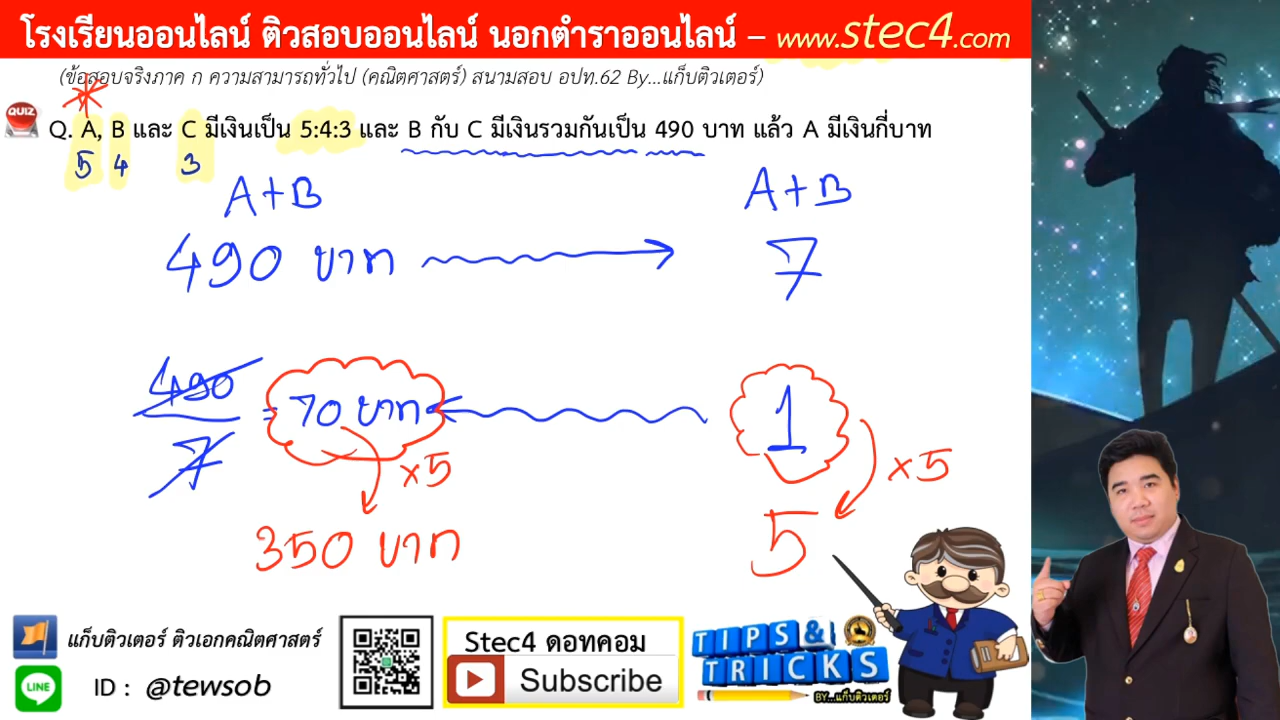 โรงเรียนออนไลน์ ติวสอบออนไลน์ นอกตำราออนไลน์ – www.stec4.com
(ข้อสอบจริงภาค ก ความสามารถทั่วไป (คณิตศาสตร์) สนามสอบ อปท.62 By...แก็บติวเตอร์)
QUIZ
Q. A, B และ C มีเงินเป็น 5:4:3 และ B กับ C มีเงินรวมกันเป็น 490 บาท แล้ว A มีเงินกี่บาท
5 4 3
A+B A+B
490 บาท 7
490/7 = 70 บาท 1
×5 ×5
350 บาท 5
แก็บติวเตอร์ ติวเอกคณิตศาสตร์
LINE ID : @tewsob
Stec4 ดอทคอม
Subscribe
TIPS &
TRICKS
BY...แก็บติวเตอร์